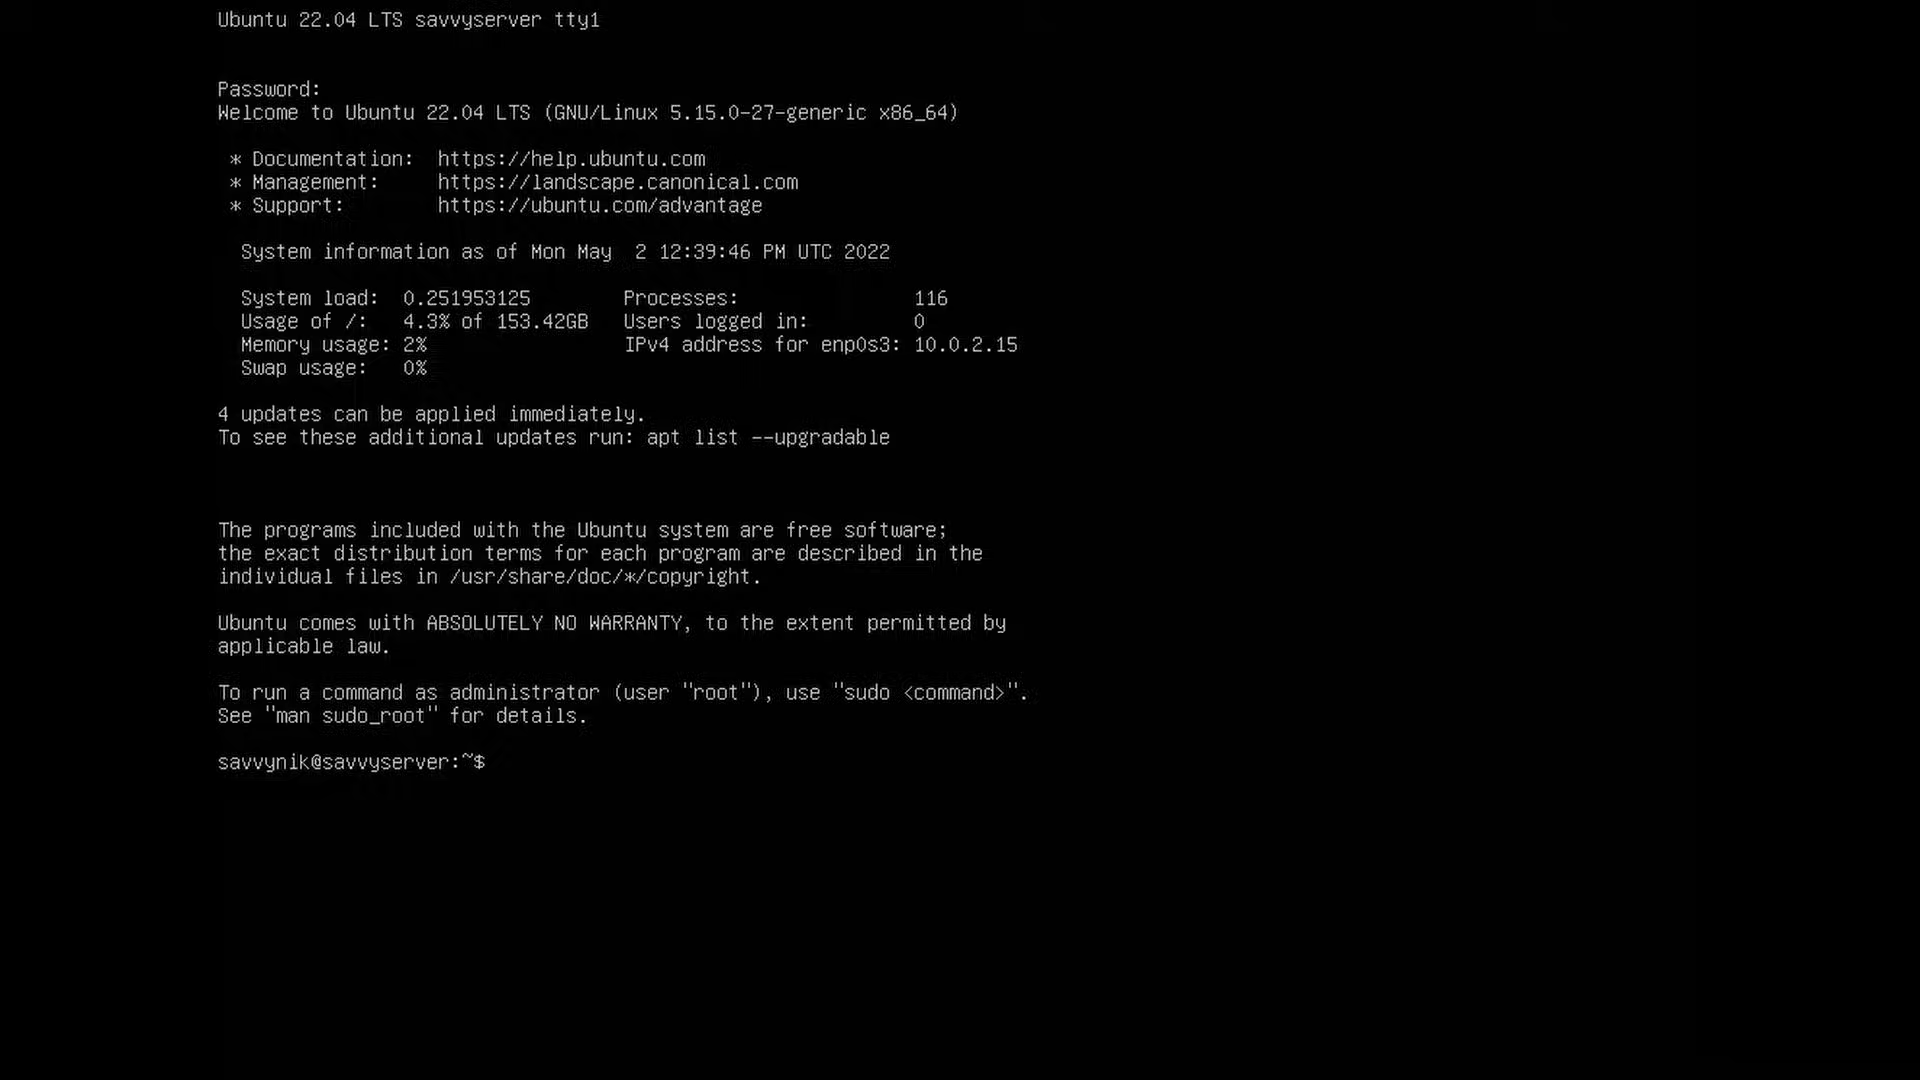 Ubuntu 22.04 LTS savvyserver tty1
Password:
Welcome to Ubuntu 22.04 LTS (GNU/Linux 5.15.0-27-generic x86_64)
* Documentation:  https://help.ubuntu.com
* Management:     https://landscape.canonical.com
* Support:        https://ubuntu.com/advantage
System information as of Mon May  2 12:39:46 PM UTC 2022
System load:  0.251953125        Processes:               116
Usage of /:   4.3% of 153.42GB   Users logged in:         0
Memory usage: 2%                 IPv4 address for enp0s3: 10.0.2.15
Swap usage:   0%
4 updates can be applied immediately.
To see these additional updates run: apt list --upgradable
The programs included with the Ubuntu system are free software;
the exact distribution terms for each program are described in the
individual files in /usr/share/doc/*/copyright.
Ubuntu comes with ABSOLUTELY NO WARRANTY, to the extent permitted by
applicable law.
To run a command as administrator (user "root"), use "sudo <command>".
See "man sudo_root" for details.
savvynik@savvyserver:~$